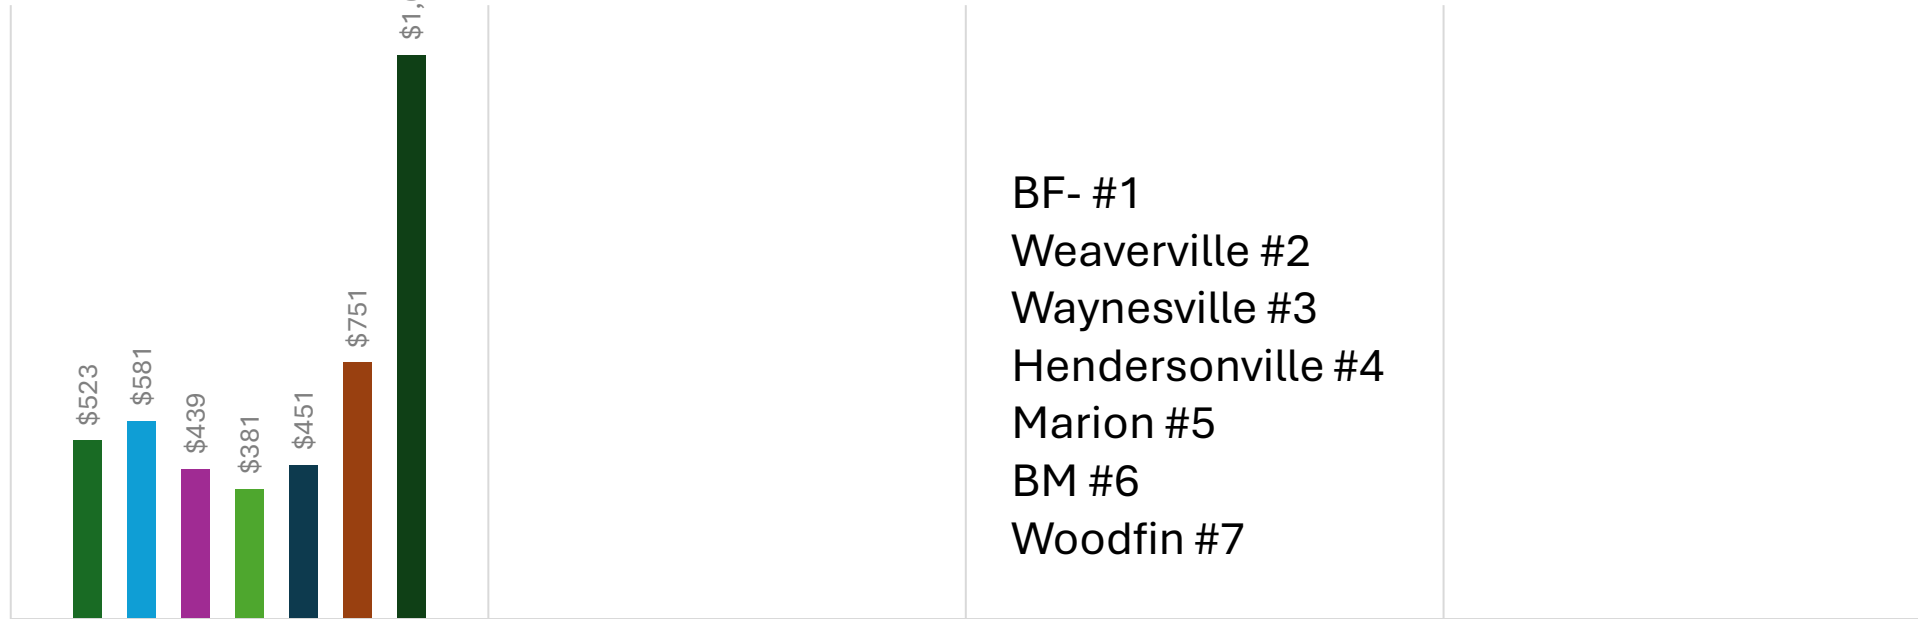 $523
$581
$439
$381
$451
$751
BF- #1
Weaverville #2
Waynesville #3
Hendersonville #4
Marion #5
BM #6
Woodfin #7